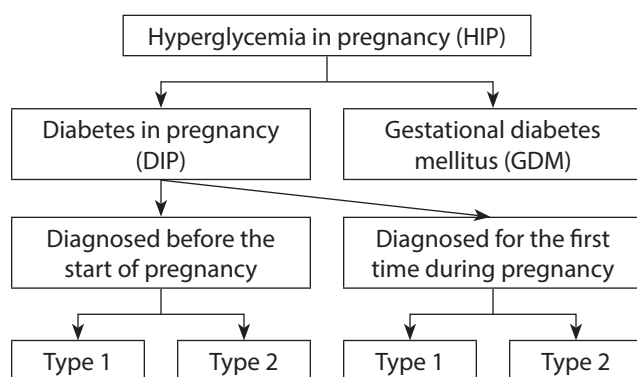 Hyperglycemia in pregnancy (HIP)
Diabetes in pregnancy
(DIP)
Gestational diabetes
mellitus (GDM)
Diagnosed before the
start of pregnancy
Diagnosed for the first
time during pregnancy
Type 1
Type 2
Type 1
Type 2